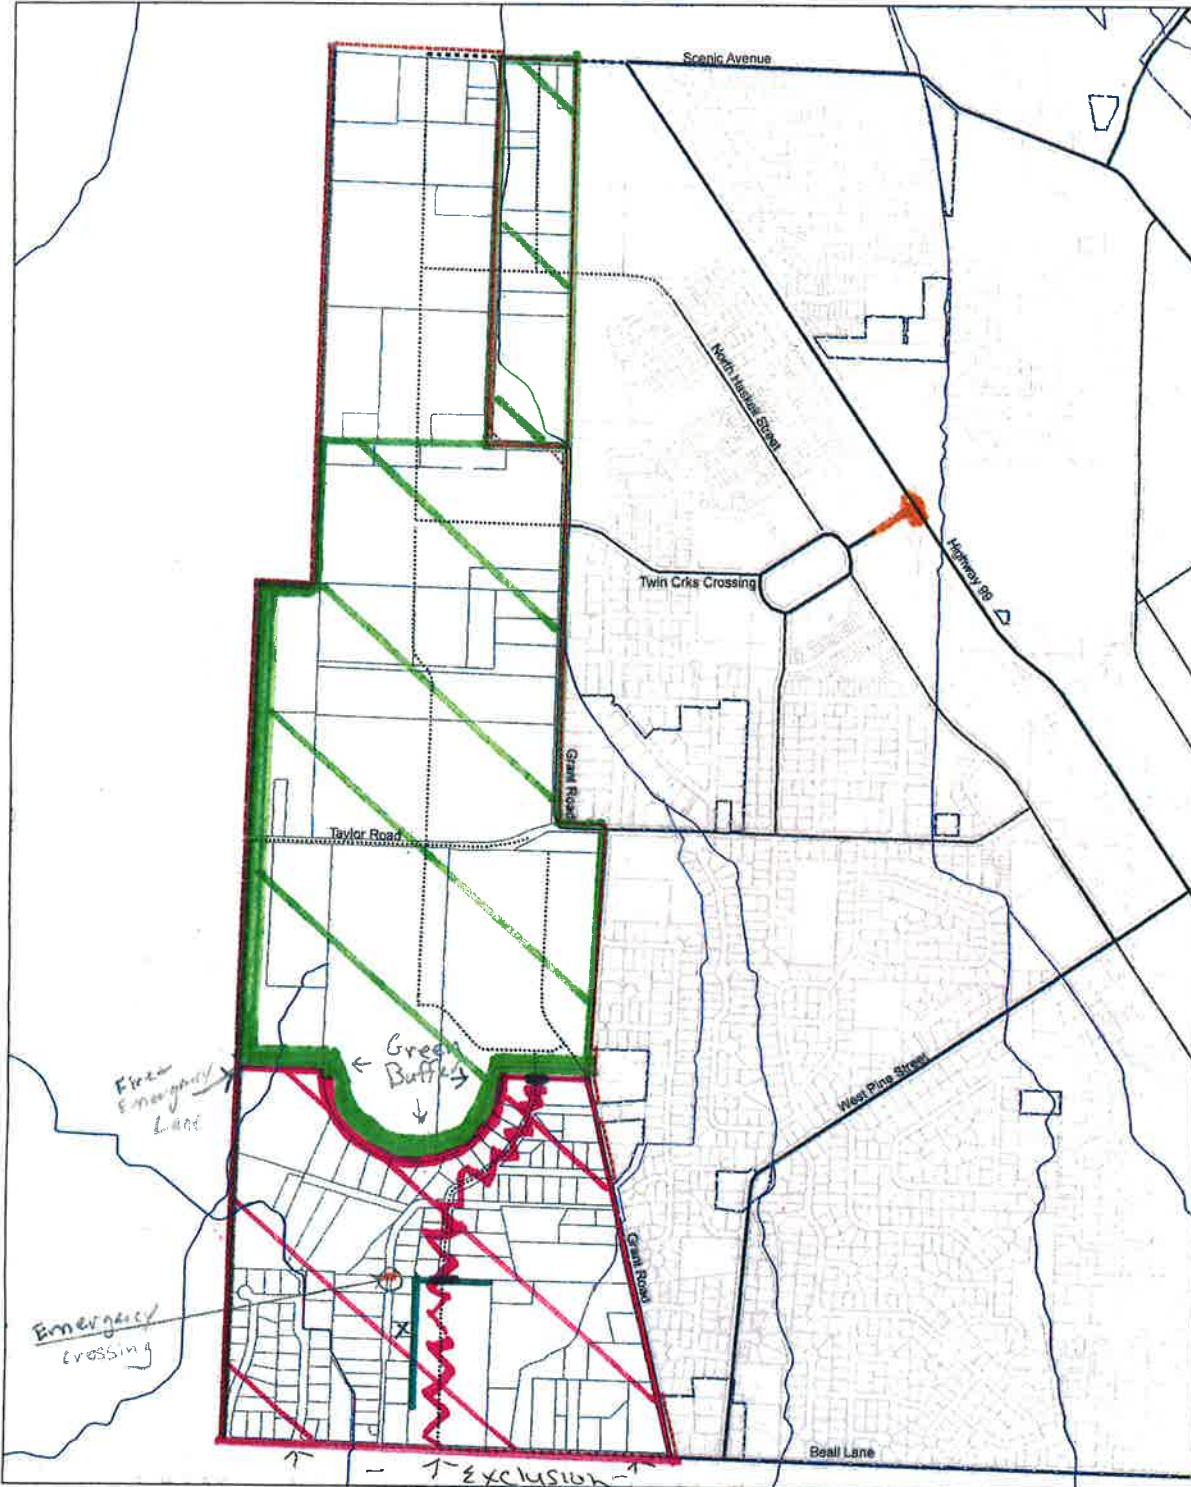 Scenic Avenue
North Haskell Street
Highway 99
Twin Crks Crossing
Grant Road
Taylor Road
← Green
Buffer
West Pine Street
Emergency
Lane
Grant Road
X
Emergency
crossing
Beall Lane
- Exclusion -